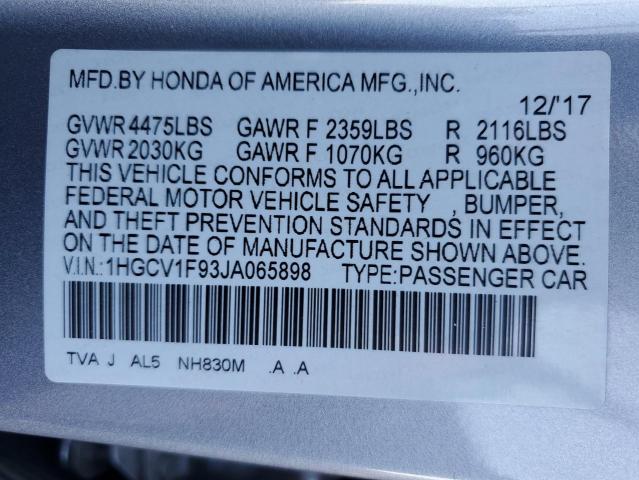 MFD.BY HONDA OF AMERICA MFG.,INC.
12/'17
GVWR 4475LBS GAWR F 2359LBS R 2116LBS
GVWR 2030KG GAWR F 1070KG R 960KG
THIS VEHICLE CONFORMS TO ALL APPLICABLE
FEDERAL MOTOR VEHICLE SAFETY , BUMPER,
AND THEFT PREVENTION STANDARDS IN EFFECT
ON THE DATE OF MANUFACTURE SHOWN ABOVE.
V.I.N.:1HGCV1F93JA065898 TYPE:PASSENGER CAR
TVA J AL5 NH830M .A .A